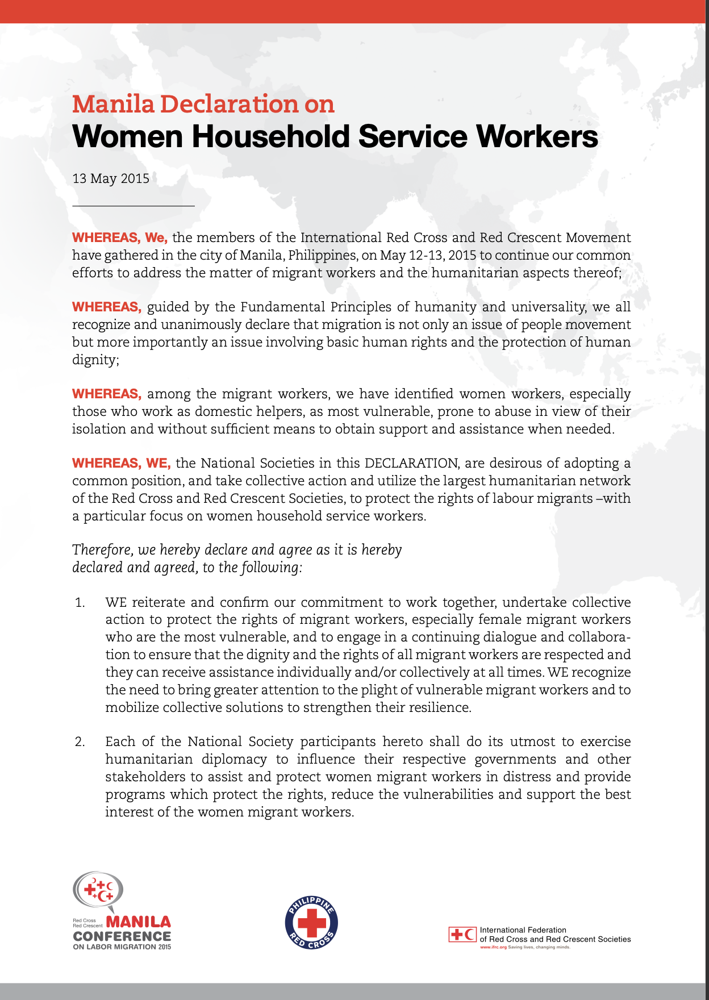 Manila Declaration on
Women Household Service Workers
13 May 2015
WHEREAS, We, the members of the International Red Cross and Red Crescent Movement
have gathered in the city of Manila, Philippines, on May 12-13, 2015 to continue our common
efforts to address the matter of migrant workers and the humanitarian aspects thereof;
WHEREAS, guided by the Fundamental Principles of humanity and universality, we all
recognize and unanimously declare that migration is not only an issue of people movement
but more importantly an issue involving basic human rights and the protection of human
dignity;
WHEREAS, among the migrant workers, we have identified women workers, especially
those who work as domestic helpers, as most vulnerable, prone to abuse in view of their
isolation and without sufficient means to obtain support and assistance when needed.
WHEREAS, WE, the National Societies in this DECLARATION, are desirous of adopting a
common position, and take collective action and utilize the largest humanitarian network
of the Red Cross and Red Crescent Societies, to protect the rights of labour migrants –with
a particular focus on women household service workers.
Therefore, we hereby declare and agree as it is hereby
declared and agreed, to the following:
1. WE reiterate and confirm our commitment to work together, undertake collective
action to protect the rights of migrant workers, especially female migrant workers
who are the most vulnerable, and to engage in a continuing dialogue and collabora-
tion to ensure that the dignity and the rights of all migrant workers are respected and
they can receive assistance individually and/or collectively at all times. WE recognize
the need to bring greater attention to the plight of vulnerable migrant workers and to
mobilize collective solutions to strengthen their resilience.
2. Each of the National Society participants hereto shall do its utmost to exercise
humanitarian diplomacy to influence their respective governments and other
stakeholders to assist and protect women migrant workers in distress and provide
programs which protect the rights, reduce the vulnerabilities and support the best
interest of the women migrant workers.
Red Cross
Red Crescent MANILA
CONFERENCE
ON LABOR MIGRATION 2015
PHILIPPINE
RED CROSS
International Federation
of Red Cross and Red Crescent Societies
www.ifrc.org Saving lives, changing minds.